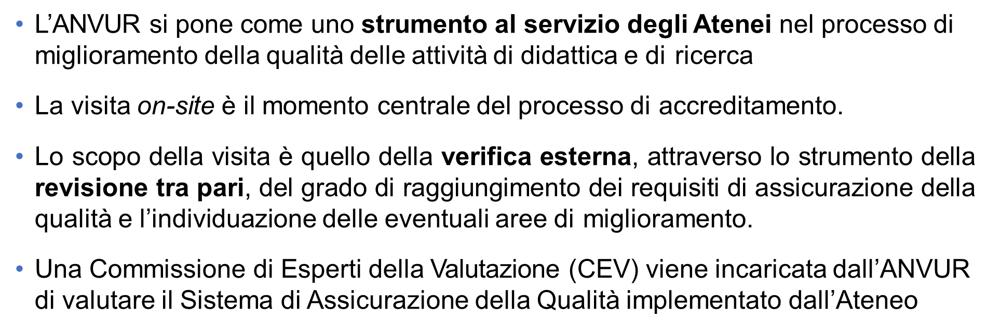 • L’ANVUR si pone come uno strumento al servizio degli Atenei nel processo di
miglioramento della qualità delle attività di didattica e di ricerca
• La visita on-site è il momento centrale del processo di accreditamento.
• Lo scopo della visita è quello della verifica esterna, attraverso lo strumento della
revisione tra pari, del grado di raggiungimento dei requisiti di assicurazione della
qualità e l’individuazione delle eventuali aree di miglioramento.
• Una Commissione di Esperti della Valutazione (CEV) viene incaricata dall’ANVUR
di valutare il Sistema di Assicurazione della Qualità implementato dall’Ateneo